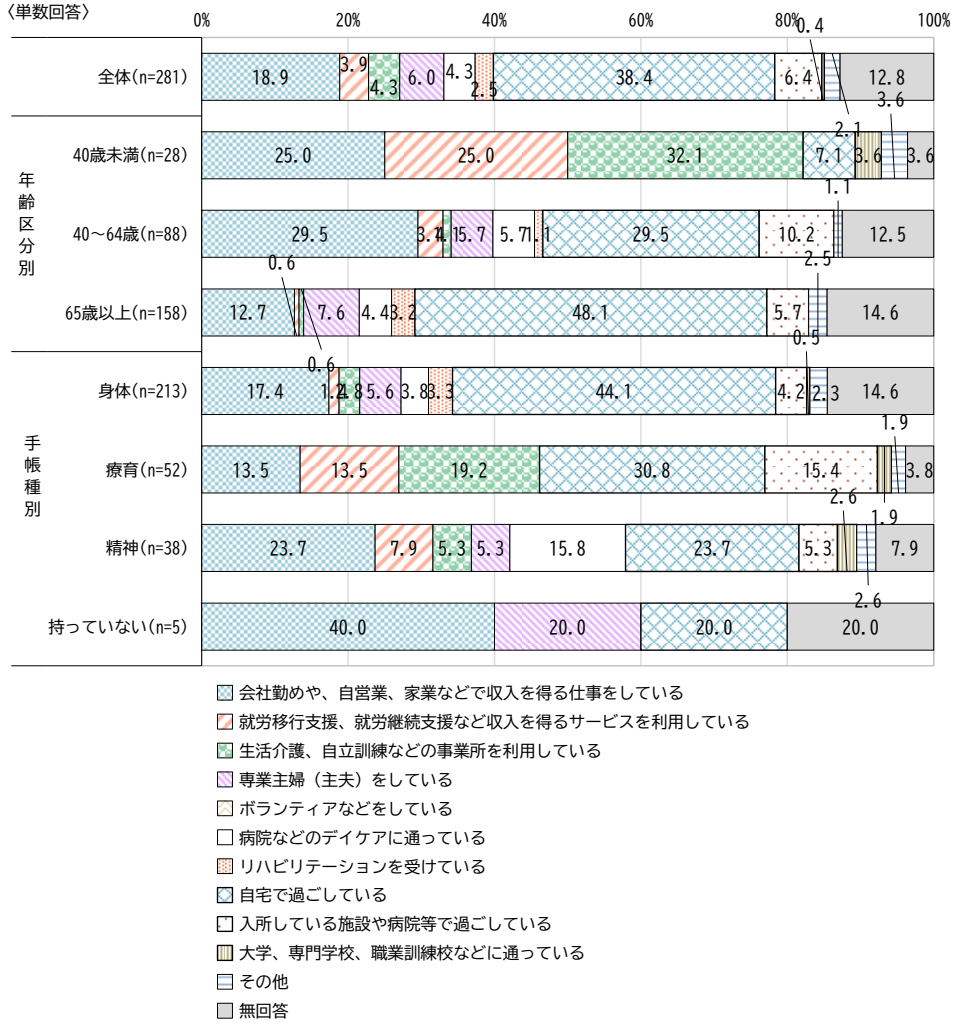 〈単数回答〉
0% 20% 40% 60% 80% 100%
全体(n=281) 18.9 3.9 4.3 6.0 4.3 2.5 38.4 6.4 0.4 2.1 12.8
年齢区分別
40歳未満(n=28) 25.0 25.0 32.1 7.1 3.6 3.6 3.6
40～64歳(n=88) 29.5 3.4 1.1 5.7 5.7 1.1 29.5 10.2 1.1 12.5
65歳以上(n=158) 12.7 0.6 0.6 7.6 4.4 3.2 48.1 5.7 2.5 14.6
手帳種別
身体(n=213) 17.4 1.4 2.8 5.6 3.8 3.3 44.1 4.2 0.5 2.3 14.6
療育(n=52) 13.5 13.5 19.2 30.8 15.4 1.9 1.9 3.8
精神(n=38) 23.7 7.9 5.3 5.3 15.8 23.7 5.3 2.6 2.6 7.9
持っていない(n=5) 40.0 20.0 20.0 20.0
会社勤めや、自営業、家業などで収入を得る仕事をしている
就労移行支援、就労継続支援など収入を得るサービスを利用している
生活介護、自立訓練などの事業所を利用している
専業主婦（主夫）をしている
ボランティアなどをしている
病院などのデイケアに通っている
リハビリテーションを受けている
自宅で過ごしている
入所している施設や病院等で過ごしている
大学、専門学校、職業訓練校などに通っている
その他
無回答